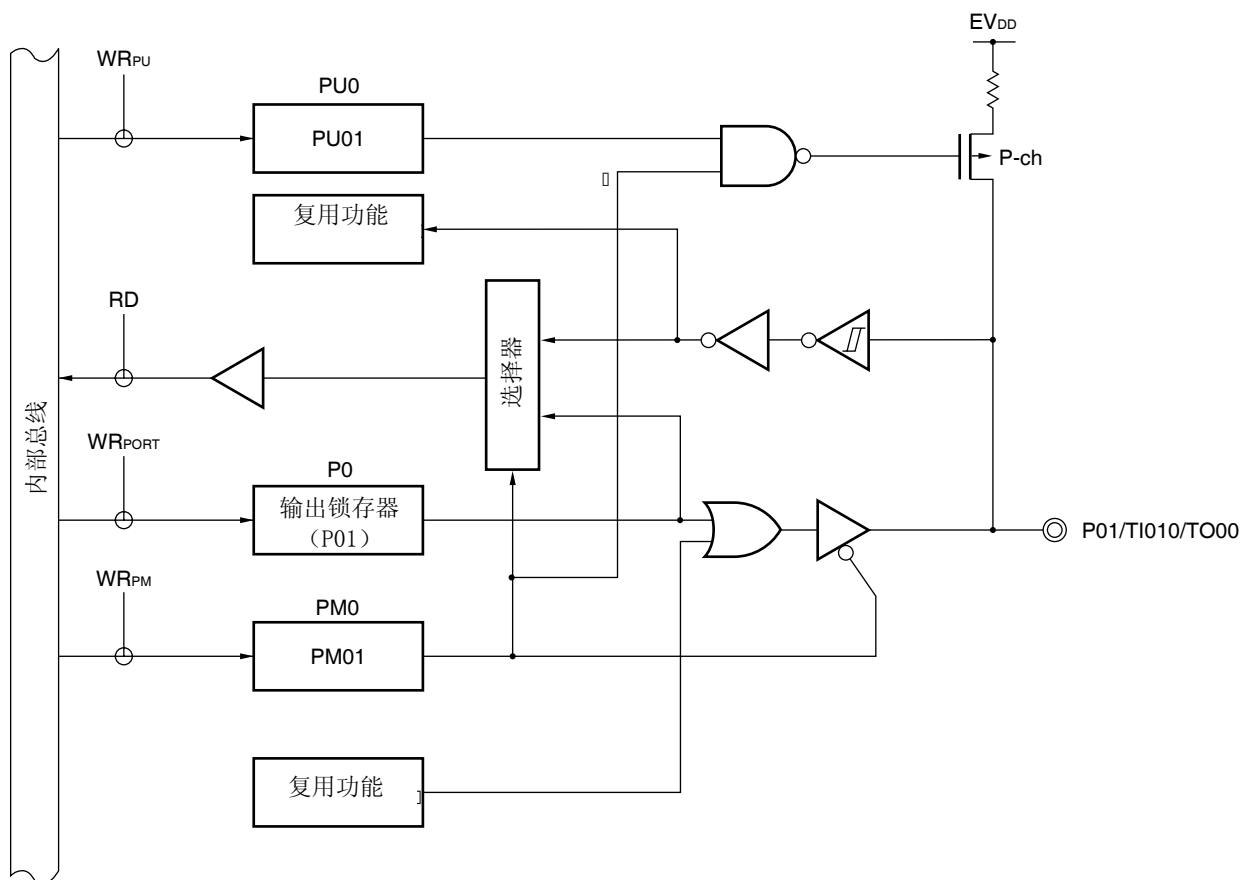 EVDD
WRPU
PU0
PU01
P-ch
复用功能
RD
选择器
内部总线
WRPORT
P0
输出锁存器
（P01）
P01/TI010/TO00
WRPM
PM0
PM01
复用功能